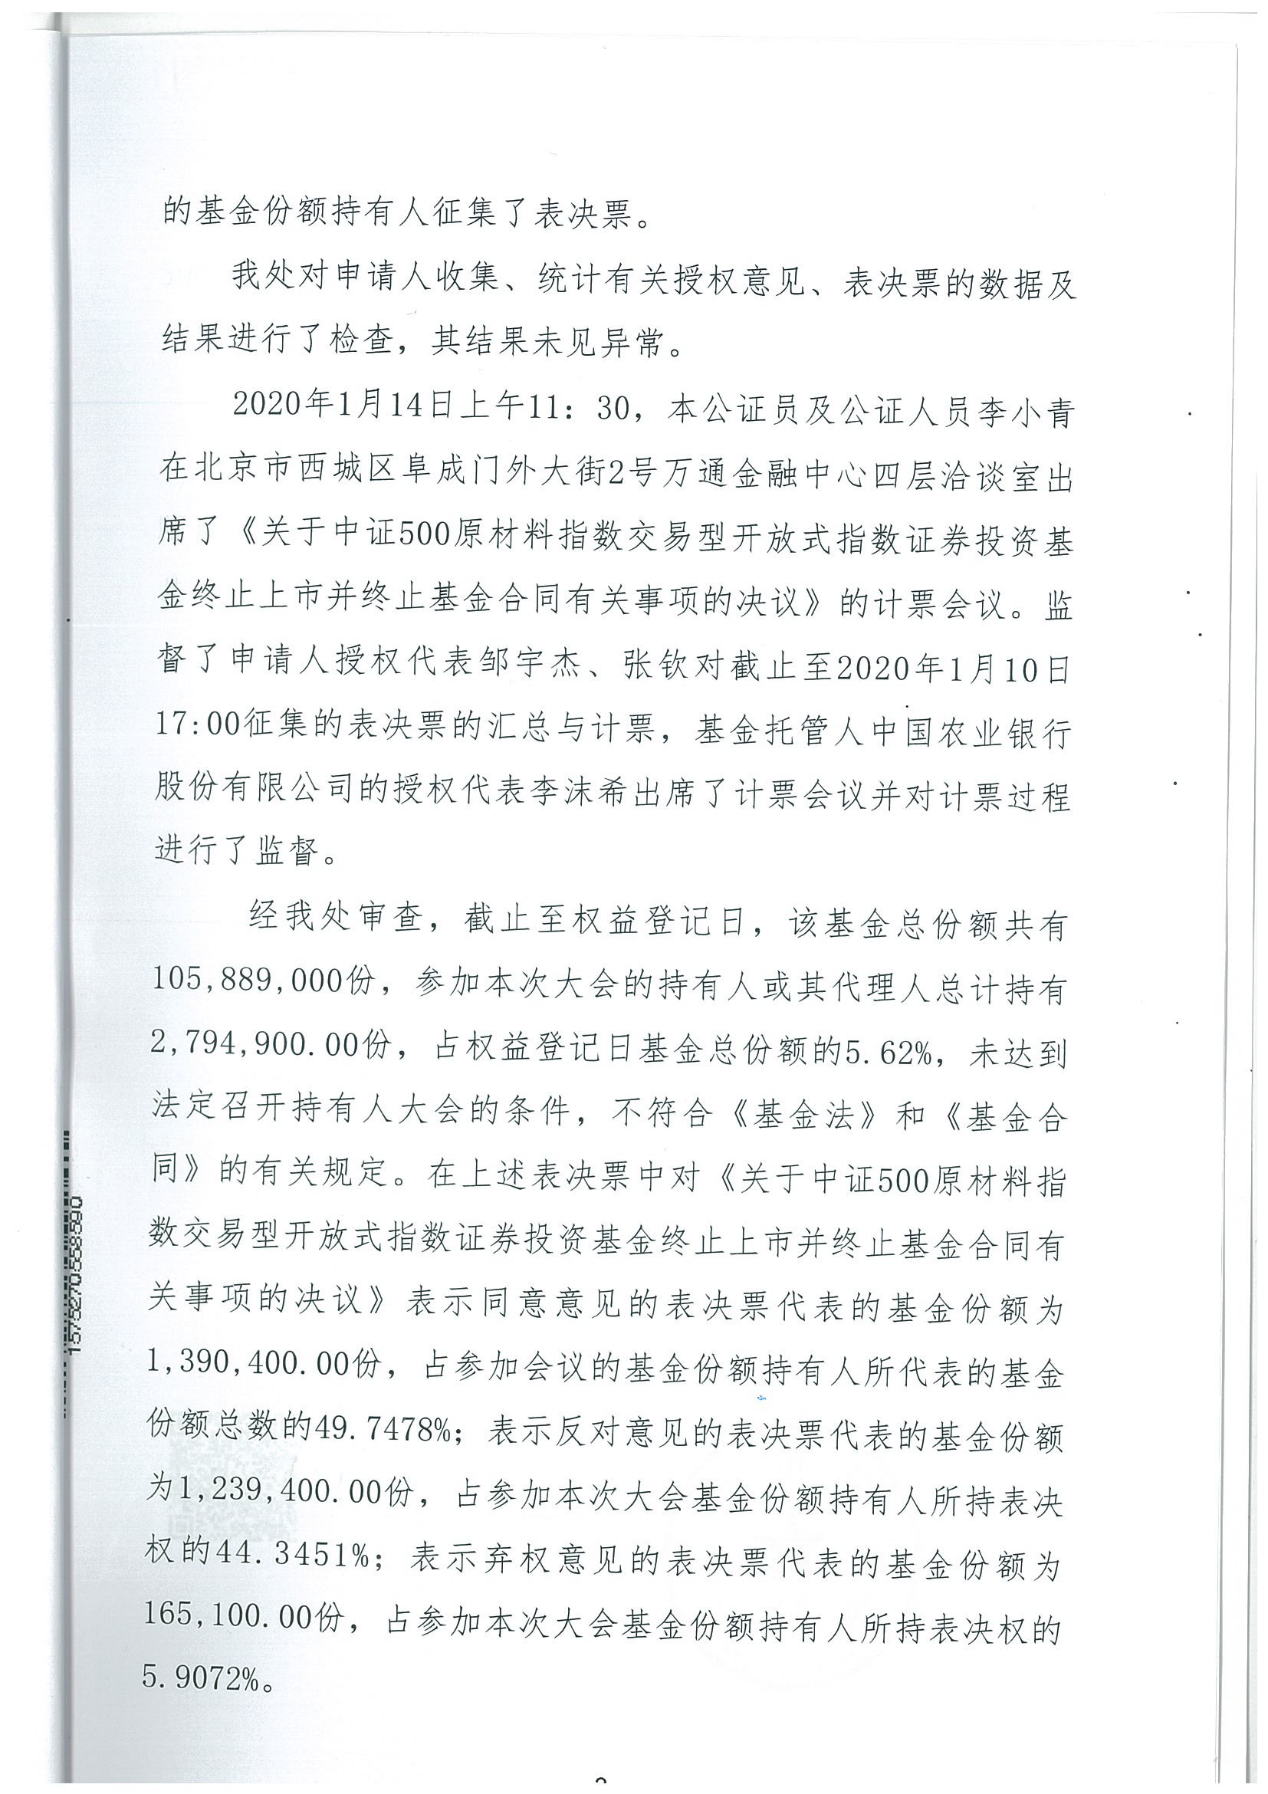 的基金份额持有人征集了表决票。
我处对申请人收集、统计有关授权意见、表决票的数据及
结果进行了检查，其结果未见异常。
2020年1月14日上午11：30，本公证员及公证人员李小青
在北京市西城区阜成门外大街2号万通金融中心四层洽谈室出
席了《关于中证500原材料指数交易型开放式指数证券投资基
金终止上市并终止基金合同有关事项的决议》的计票会议。监
督了申请人授权代表邹宇杰、张钦对截止至2020年1月10日
17:00征集的表决票的汇总与计票，基金托管人中国农业银行
股份有限公司的授权代表李沫希出席了计票会议并对计票过程
进行了监督。
经我处审查，截止至权益登记日，该基金总份额共有
105,889,000份，参加本次大会的持有人或其代理人总计持有
2,794,900.00份，占权益登记日基金总份额的5.62%，未达到
法定召开持有人大会的条件，不符合《基金法》和《基金合
同》的有关规定。在上述表决票中对《关于中证500原材料指
数交易型开放式指数证券投资基金终止上市并终止基金合同有
关事项的决议》表示同意意见的表决票代表的基金份额为
1,390,400.00份，占参加会议的基金份额持有人所代表的基金
份额总数的49.7478%；表示反对意见的表决票代表的基金份额
为1,239,400.00份，占参加本次大会基金份额持有人所持表决
权的44.3451%；表示弃权意见的表决票代表的基金份额为
165,100.00份，占参加本次大会基金份额持有人所持表决权的
5.9072%。